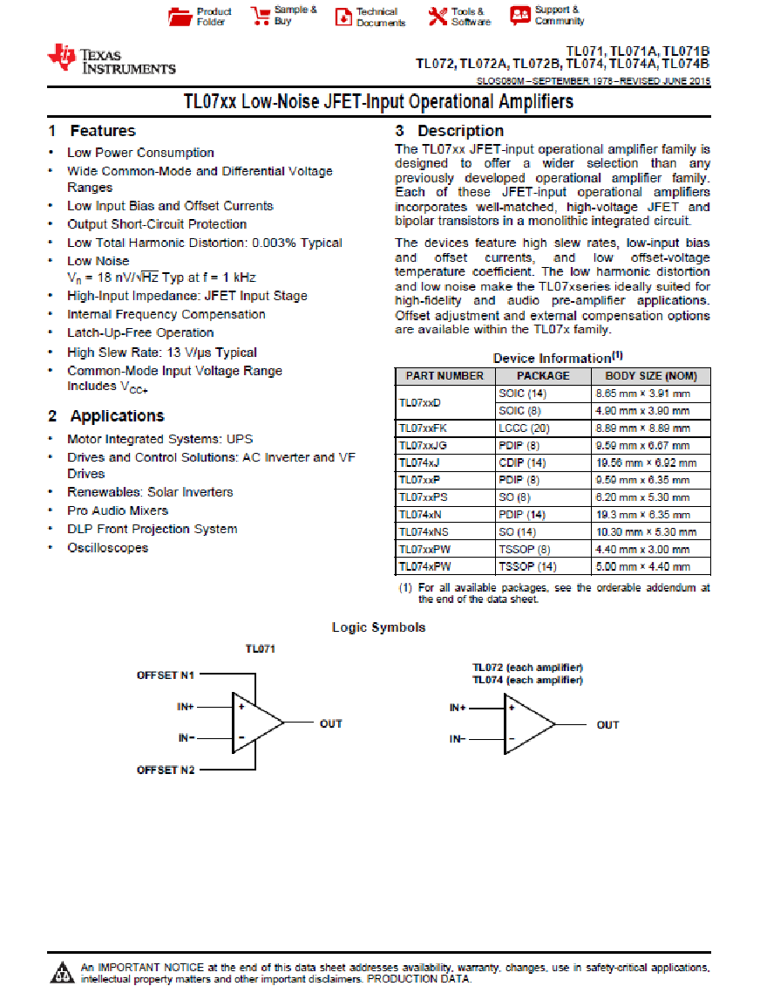 Product
Folder
Sample &
Buy
Technical
Documents
Tools &
Software
Support &
Community
TEXAS
INSTRUMENTS
TL071, TL071A, TL071B
TL072, TL072A, TL072B, TL074, TL074A, TL074B
SLOS080M–SEPTEMBER 1978–REVISED JUNE 2015
TL07xx Low-Noise JFET-Input Operational Amplifiers
1 Features
• Low Power Consumption
• Wide Common-Mode and Differential Voltage
Ranges
• Low Input Bias and Offset Currents
• Output Short-Circuit Protection
• Low Total Harmonic Distortion: 0.003% Typical
• Low Noise
Vn = 18 nV/√Hz Typ at f = 1 kHz
• High-Input Impedance: JFET Input Stage
• Internal Frequency Compensation
• Latch-Up-Free Operation
• High Slew Rate: 13 V/µs Typical
• Common-Mode Input Voltage Range
Includes VCC+
2 Applications
• Motor Integrated Systems: UPS
• Drives and Control Solutions: AC Inverter and VF
Drives
• Renewables: Solar Inverters
• Pro Audio Mixers
• DLP Front Projection System
• Oscilloscopes
3 Description
The TL07xx JFET-input operational amplifier family is
designed to offer a wider selection than any
previously developed operational amplifier family.
Each of these JFET-input operational amplifiers
incorporates well-matched, high-voltage JFET and
bipolar transistors in a monolithic integrated circuit.
The devices feature high slew rates, low-input bias
and offset currents, and low offset-voltage
temperature coefficient. The low harmonic distortion
and low noise make the TL07xseries ideally suited for
high-fidelity and audio pre-amplifier applications.
Offset adjustment and external compensation options
are available within the TL07x family.
Device Information(1)
PART NUMBER PACKAGE BODY SIZE (NOM)
TL07xxD SOIC (14) 8.65 mm × 3.91 mm
SOIC (8) 4.90 mm x 3.90 mm
TL07xxFK LCCC (20) 8.89 mm × 8.89 mm
TL07xxJG PDIP (8) 9.59 mm x 6.67 mm
TL074xJ CDIP (14) 19.56 mm × 6.92 mm
TL07xxP PDIP (8) 9.59 mm x 6.35 mm
TL07xxPS SO (8) 6.20 mm x 5.30 mm
TL074xN PDIP (14) 19.3 mm × 6.35 mm
TL074xNS SO (14) 10.30 mm × 5.30 mm
TL07xxPW TSSOP (8) 4.40 mm x 3.00 mm
TL074xPW TSSOP (14) 5.00 mm × 4.40 mm
(1) For all available packages, see the orderable addendum at
the end of the data sheet.
Logic Symbols
TL071
OFFSET N1
IN+
+
OUT
IN−
−
OFFSET N2
TL072 (each amplifier)
TL074 (each amplifier)
IN+
+
OUT
IN−
−
An IMPORTANT NOTICE at the end of this data sheet addresses availability, warranty, changes, use in safety-critical applications,
intellectual property matters and other important disclaimers. PRODUCTION DATA.